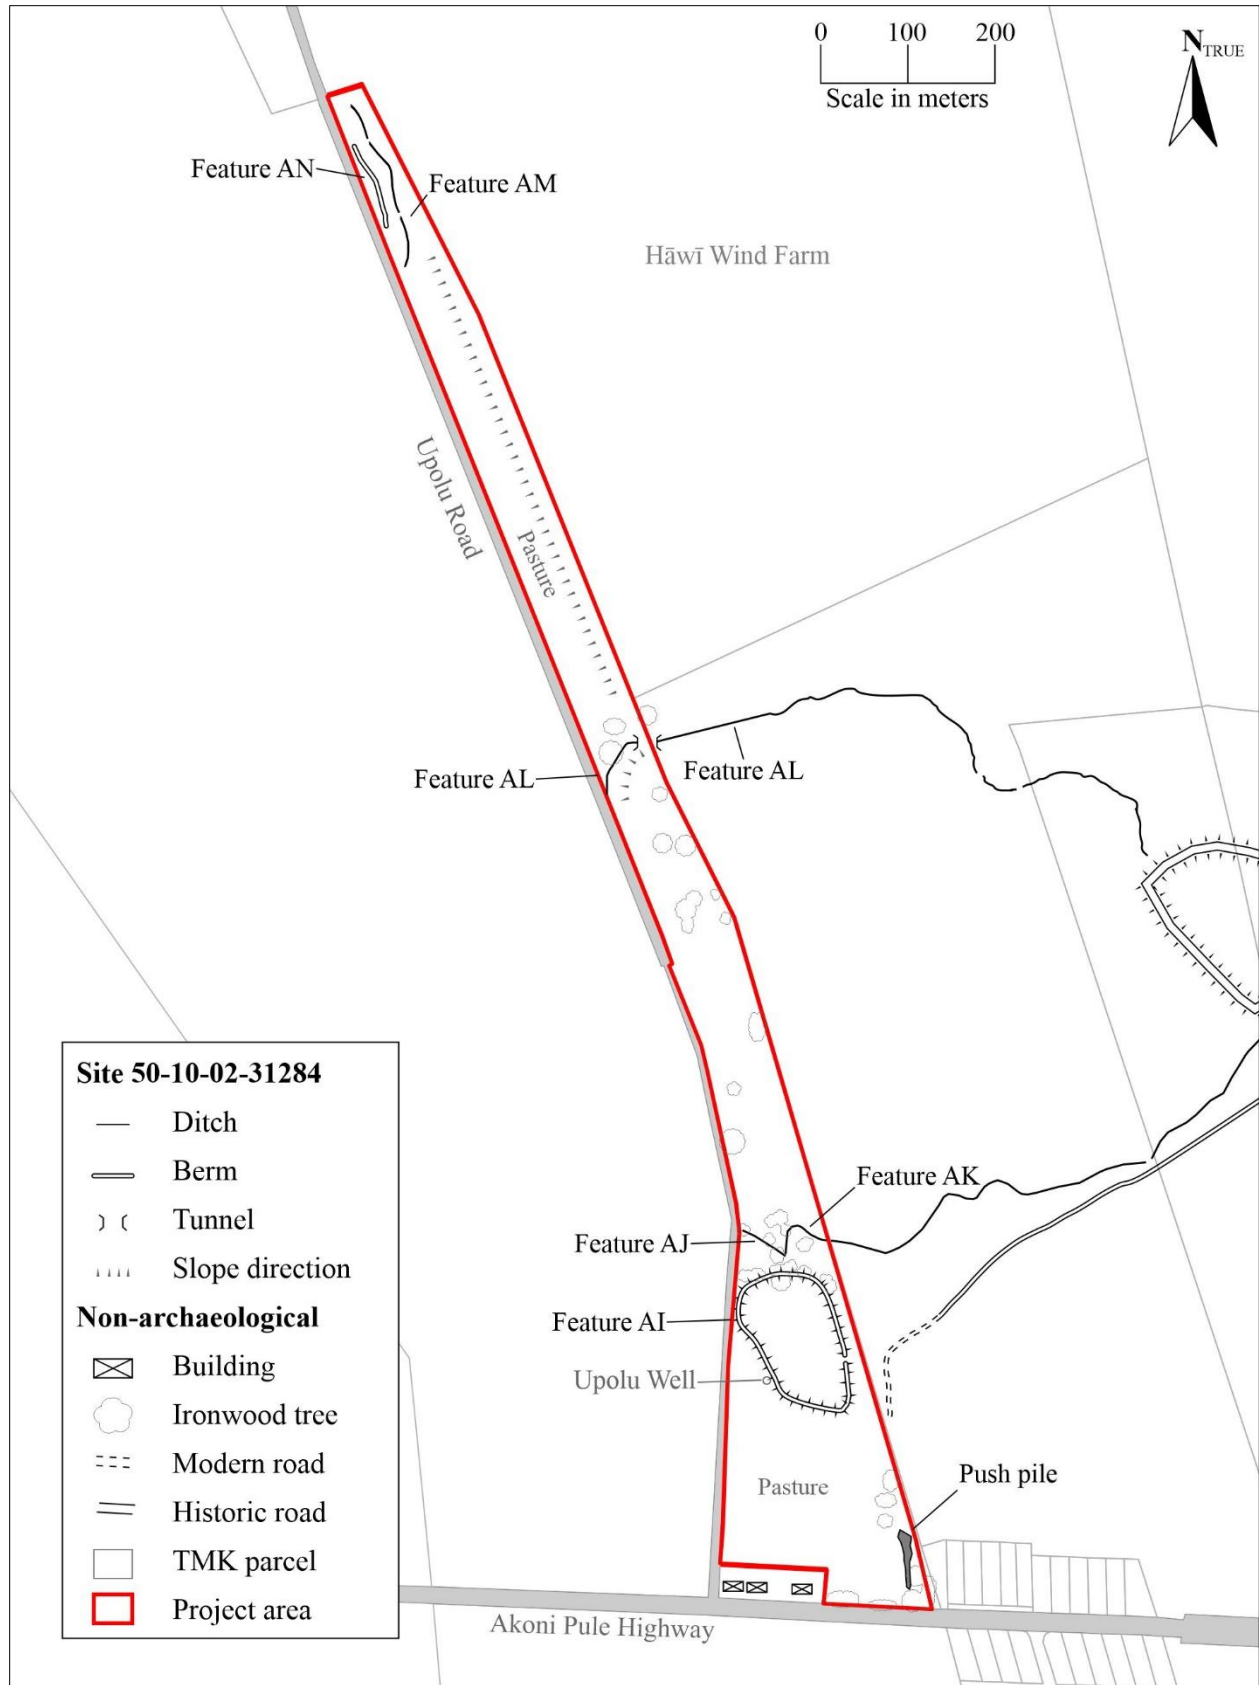 0 100 200
Scale in meters
N TRUE
Feature AN
Feature AM
Hāwī Wind Farm
Upolu Road
Pasture
Feature AL
Feature AL
Feature AK
Feature AJ
Feature AI
Upolu Well
Push pile
Pasture
Akoni Pule Highway
Site 50-10-02-31284
Ditch
Berm
Tunnel
Slope direction
Non-archaeological
Building
Ironwood tree
Modern road
Historic road
TMK parcel
Project area